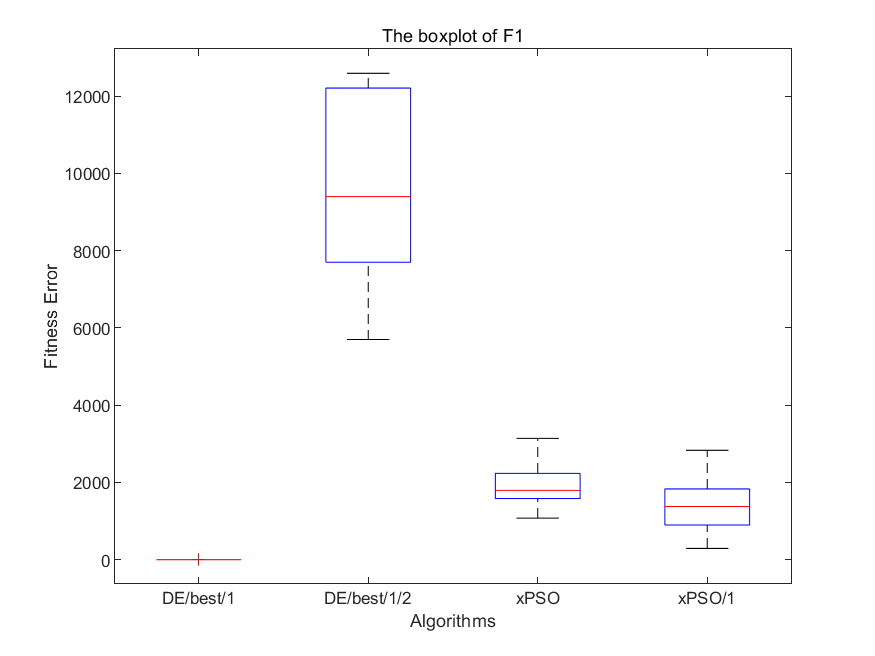 The boxplot of F1
12000
10000
8000
6000
4000
2000
0
Fitness Error
DE/best/1
DE/best/1/2
xPSO
xPSO/1
Algorithms